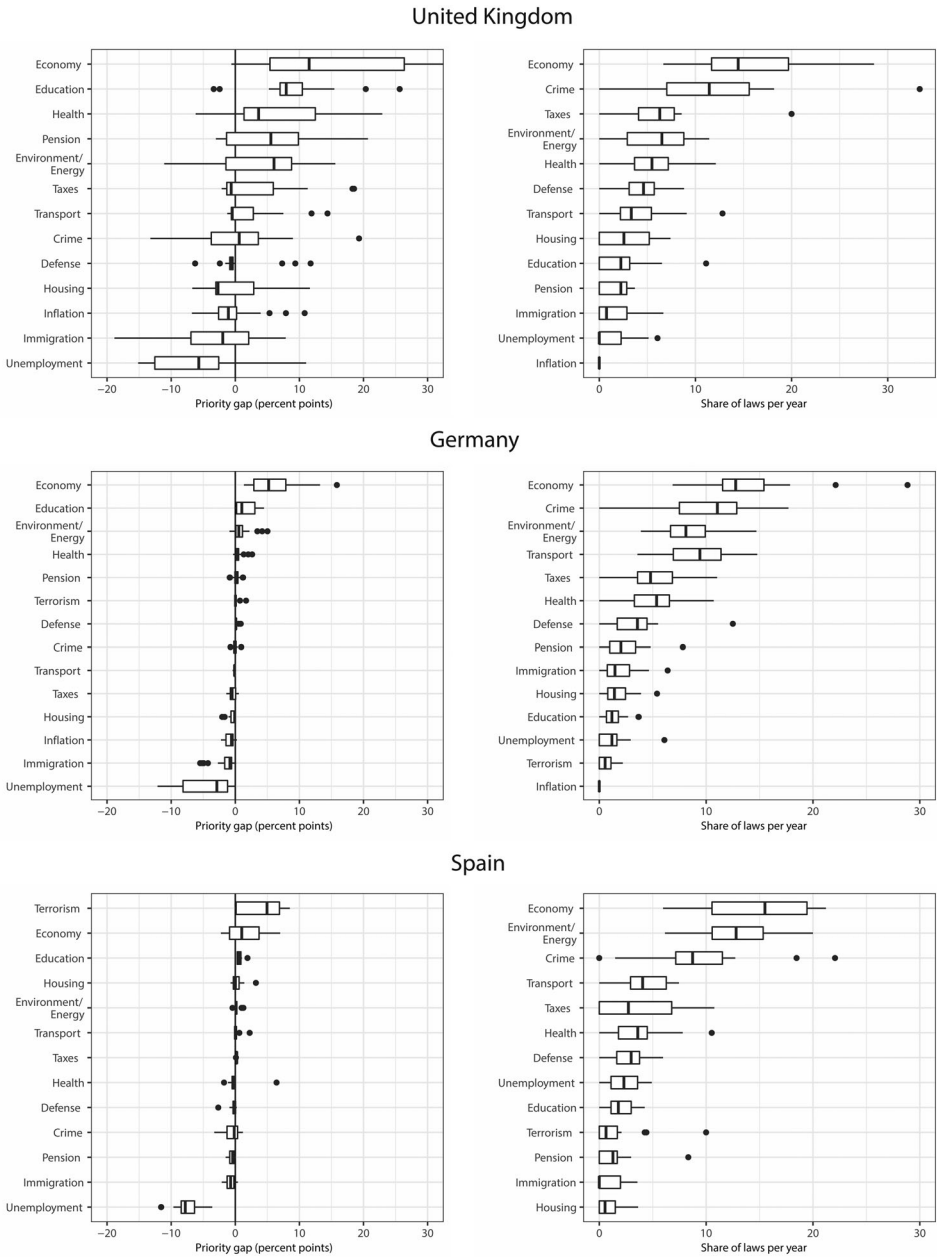 United Kingdom
Economy
Education
Health
Pension
Environment/
Energy
Taxes
Transport
Crime
Defense
Housing
Inflation
Immigration
Unemployment
−20 −10 0 10 20 30
Priority gap (percent points)
Economy
Crime
Taxes
Environment/
Energy
Health
Defense
Transport
Housing
Education
Pension
Immigration
Unemployment
Inflation
0 10 20 30
Share of laws per year
Germany
Economy
Education
Environment/
Energy
Health
Pension
Terrorism
Defense
Crime
Transport
Taxes
Housing
Inflation
Immigration
Unemployment
−20 −10 0 10 20 30
Priority gap (percent points)
Economy
Crime
Environment/
Energy
Transport
Taxes
Health
Defense
Pension
Immigration
Housing
Education
Unemployment
Terrorism
Inflation
0 10 20 30
Share of laws per year
Spain
Terrorism
Economy
Education
Housing
Environment/
Energy
Transport
Taxes
Health
Defense
Crime
Pension
Immigration
Unemployment
−20 −10 0 10 20 30
Priority gap (percent points)
Economy
Environment/
Energy
Crime
Transport
Taxes
Health
Defense
Unemployment
Education
Terrorism
Pension
Immigration
Housing
0 10 20 30
Share of laws per year